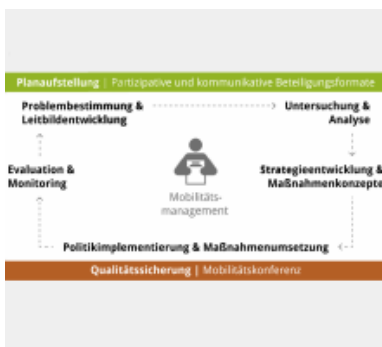 Planaufstellung | Partizipative und kommunikative Beteiligungsformate
Problembestimmung &
Leitbildentwicklung
Untersuchung &
Analyse
Evaluation &
Monitoring
Mobilitäts-
management
Strategieentwicklung &
Maßnahmenkonzepte
Politikimplementierung & Maßnahmenumsetzung
Qualitätssicherung | Mobilitätskonferenz